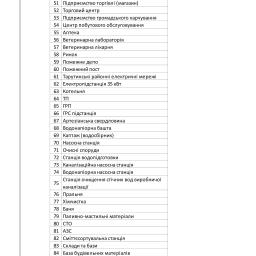 51 Підприємство торгівлі (магазин)
52 Торговий центр
53 Підприємство громадського харчування
54 Центр побутового обслуговування
55 Аптека
56 Ветеринарна лабораторія
57 Ветеринарна лікарня
58 Ринок
59 Пожежне депо
60 Пожежний пост
61 Тарутинські районні електричні мережі
62 Електропідстанція 35 кВт
63 Котельня
64 ТП
65 ГРП
66 ГРС підстанція
67 Артезіанська свердловина
68 Водонапірна башта
69 Каптаж (водозбірник)
70 Насосна станція
71 Очисні споруди
72 Станція водопідготовки
73 Каналізаційна насосна станція
74 Водонапірна насосна станція
75 Станція очищення стічних вод виробничої
каналізації
76 Пральня
77 Хімчистка
78 Баня
79 Паливно-мастильні матеріали
80 СТО
81 АЗС
82 Сміттєсортувальна станція
83 Склади та бази
84 База будівельних матеріалів